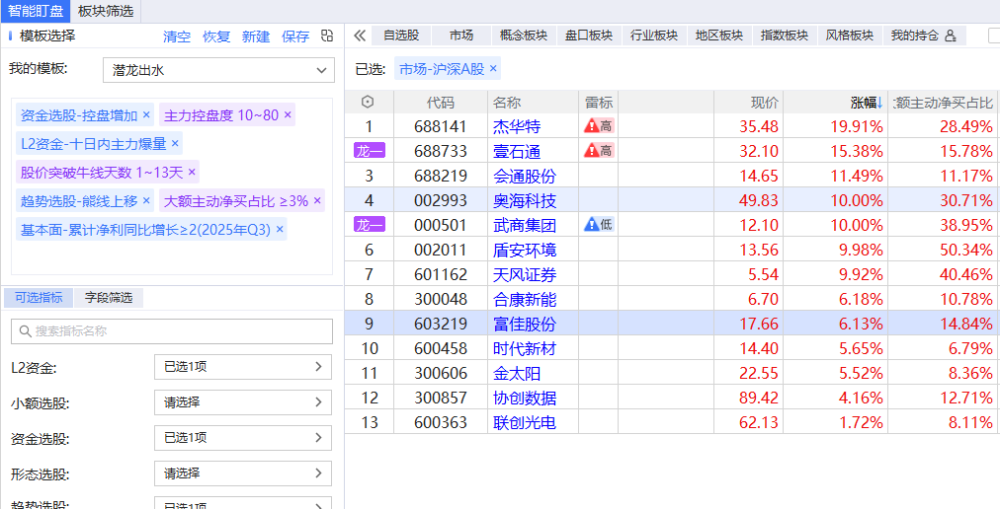 智能盯盘 板块筛选
模板选择 清空 恢复 新建 保存
我的模板: 潜龙出水
资金选股-控盘增加 × 主力控盘度 10~80 ×
L2资金-十日内主力爆量 ×
股价突破牛线天数 1~13天 ×
趋势选股-熊线上移 × 大额主动净买占比 ≥3% ×
基本面-累计净利同比增长≥2(2025年Q3) ×
可选指标 字段筛选
搜索指标名称
L2资金: 已选1项
小额选股: 请选择
资金选股: 已选1项
形态选股: 请选择
趋势选股: 已选1项
自选股 市场 概念板块 盘口板块 行业板块 地区板块 指数板块 风格板块 我的持仓
已选: 市场-沪深A股 ×
代码 名称 雷标 现价 涨幅↓ 额主动净买占比
1 688141 杰华特 高 35.48 19.91% 28.49%
龙一 688733 壹石通 高 32.10 15.38% 15.78%
3 688219 会通股份 14.65 11.49% 11.17%
4 002993 奥海科技 49.83 10.00% 30.71%
龙一 000501 武商集团 低 12.10 10.00% 38.95%
6 002011 盾安环境 13.56 9.98% 50.34%
7 601162 天风证券 5.54 9.92% 40.46%
8 300048 合康新能 6.70 6.18% 10.78%
9 603219 富佳股份 17.66 6.13% 14.84%
10 600458 时代新材 14.40 5.65% 6.79%
11 300606 金太阳 22.55 5.52% 8.36%
12 300857 协创数据 89.42 4.16% 12.71%
13 600363 联创光电 62.13 1.72% 8.11%